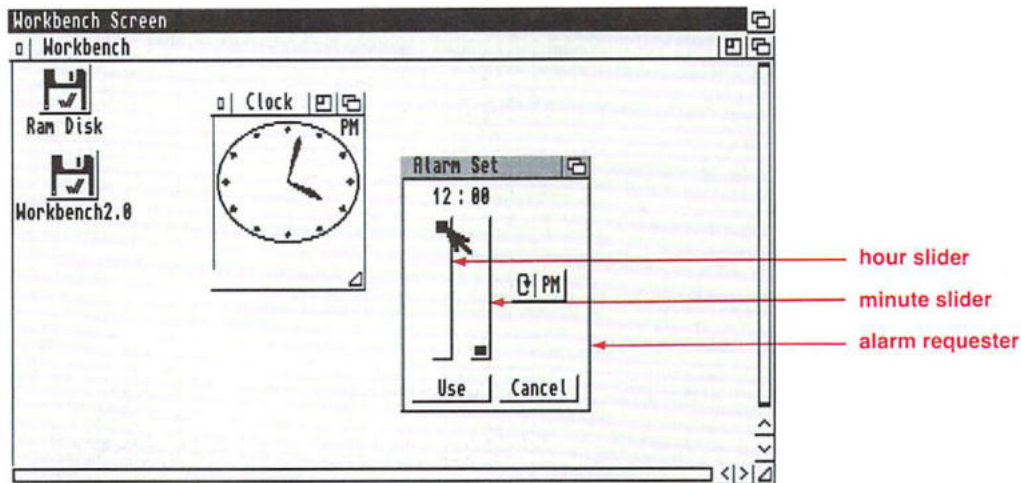 Workbench Screen
Workbench
Ram Disk
Workbench2.0
Clock
PM
Alarm Set
12:00
PM
Use
Cancel
hour slider
minute slider
alarm requester